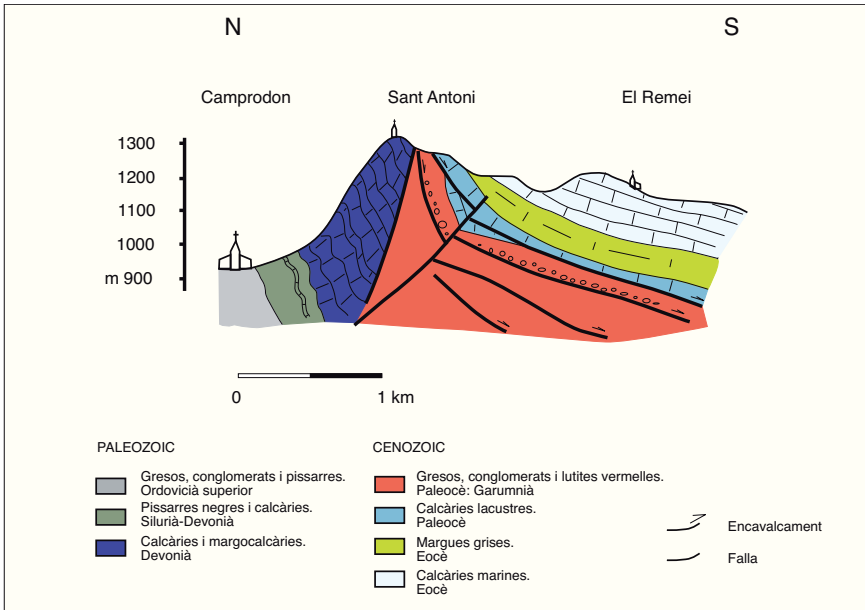 N S
Camprodon Sant Antoni El Remei
1300
1200
1100
1000
m 900
0 1 km
PALEOZOIC
Gresos, conglomerats i pissarres.
Ordovicià superior
Pissarres negres i calcàries.
Silurià-Devonià
Calcàries i margocalcàries.
Devonià
CENOZOIC
Gresos, conglomerats i lutites vermelles.
Paleocè: Garumnià
Calcàries lacustres.
Paleocè
Margues grises.
Eocè
Calcàries marines.
Eocè
Encavalcament
Falla